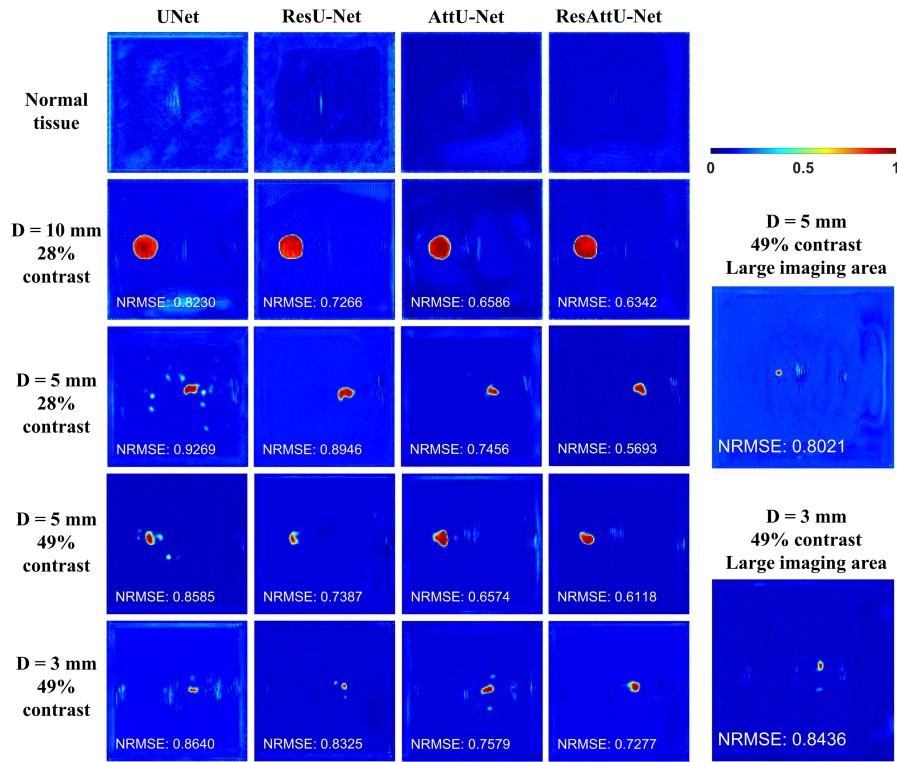 UNet ResU-Net AttU-Net ResAttU-Net
Normal
tissue
0 0.5 1
D = 10 mm
28%
contrast
NRMSE: 0.8230 NRMSE: 0.7266 NRMSE: 0.6586 NRMSE: 0.6342
D = 5 mm
49% contrast
Large imaging area
NRMSE: 0.8021
D = 5 mm
28%
contrast
NRMSE: 0.9269 NRMSE: 0.8946 NRMSE: 0.7456 NRMSE: 0.5693
D = 5 mm
49%
contrast
NRMSE: 0.8585 NRMSE: 0.7387 NRMSE: 0.6574 NRMSE: 0.6118
D = 3 mm
49% contrast
Large imaging area
NRMSE: 0.8436
D = 3 mm
49%
contrast
NRMSE: 0.8640 NRMSE: 0.8325 NRMSE: 0.7579 NRMSE: 0.7277